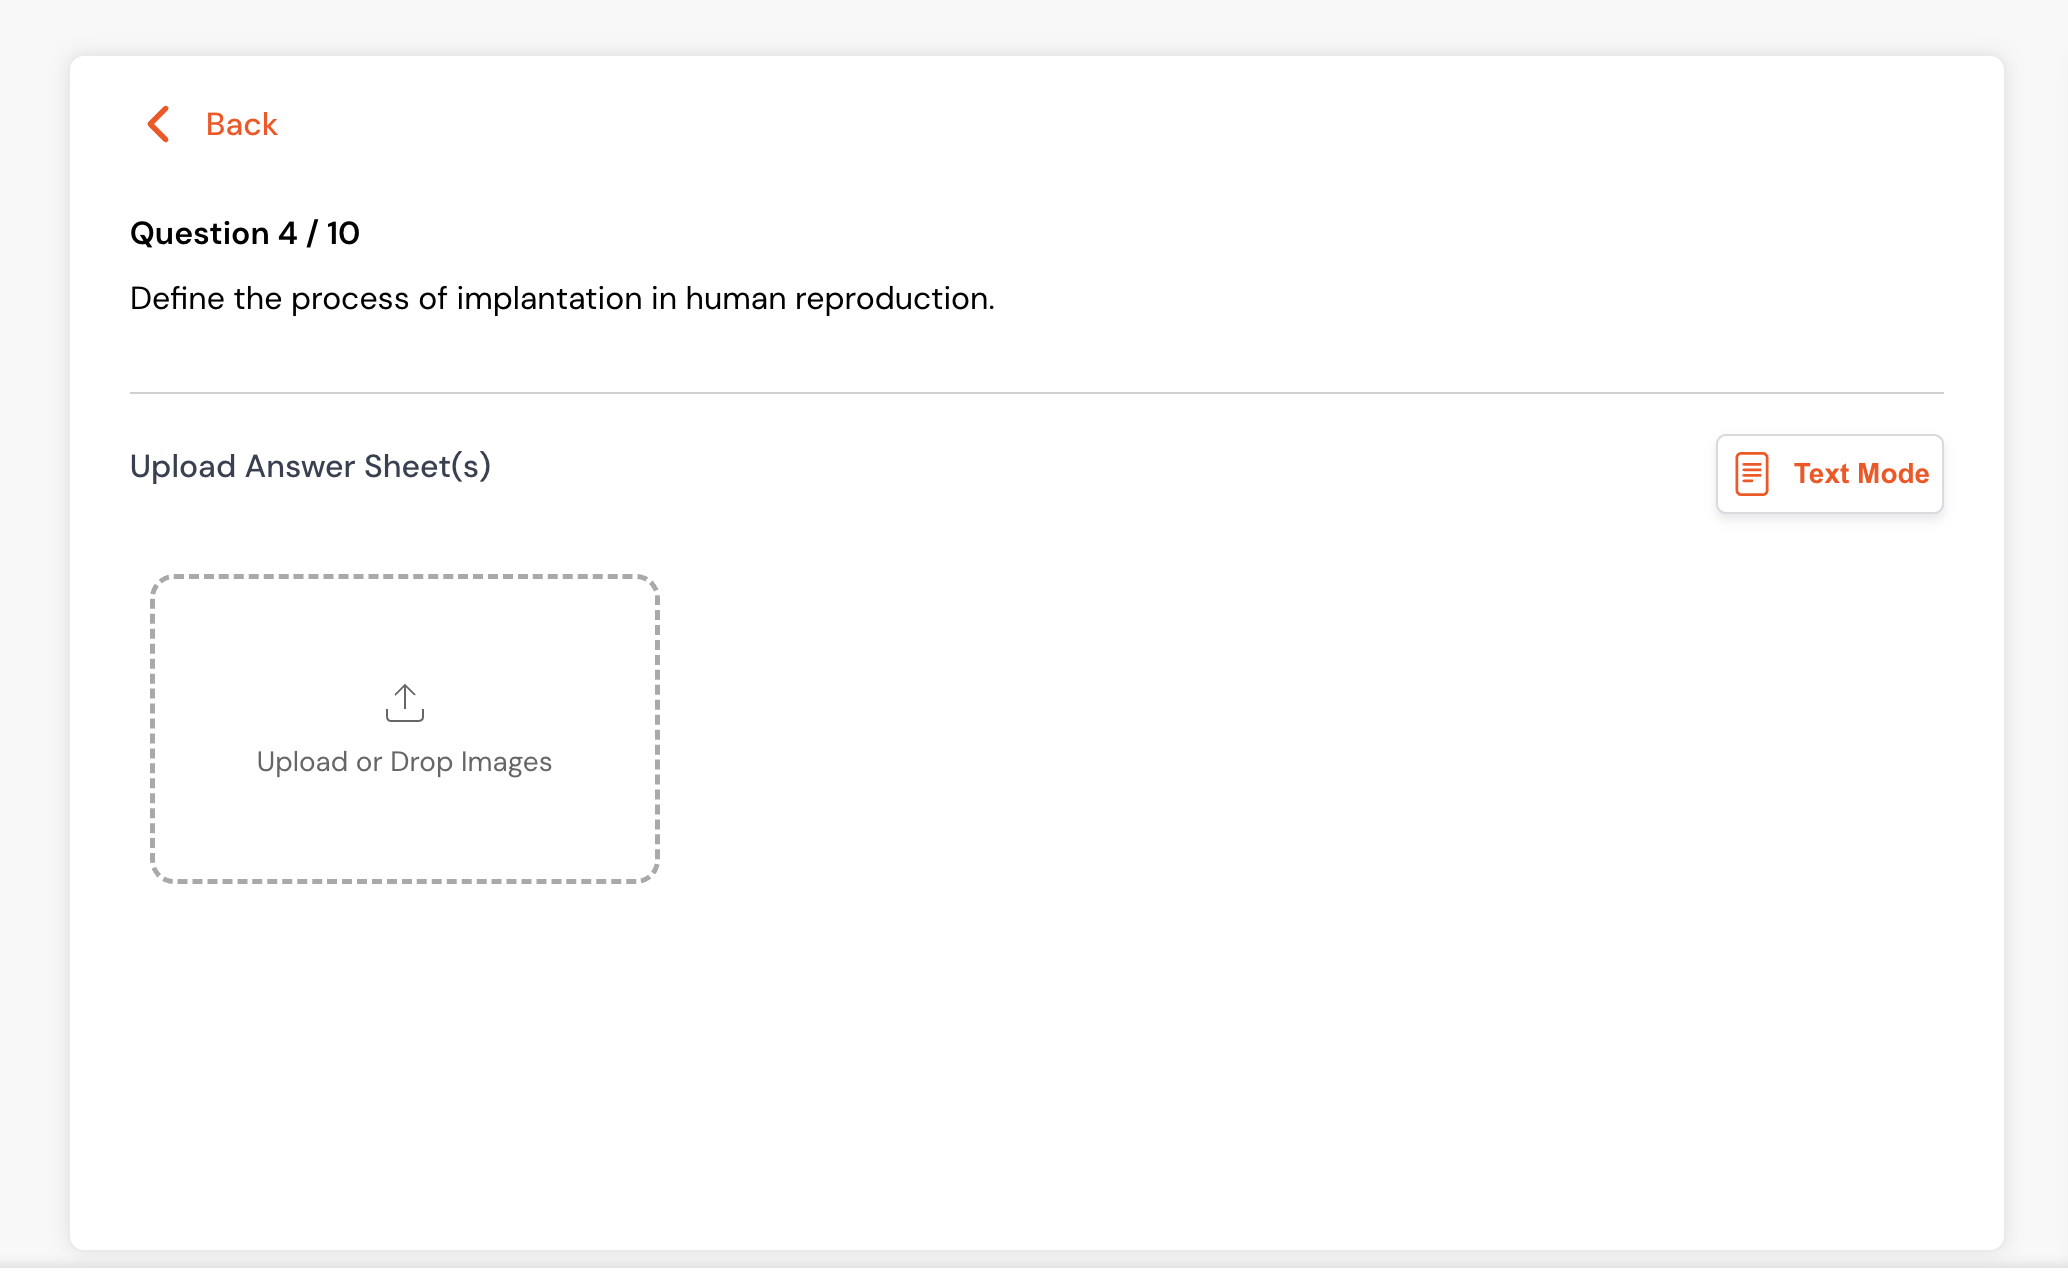 Back
Question 4 / 10
Define the process of implantation in human reproduction.
Upload Answer Sheet(s)
Text Mode
Upload or Drop Images